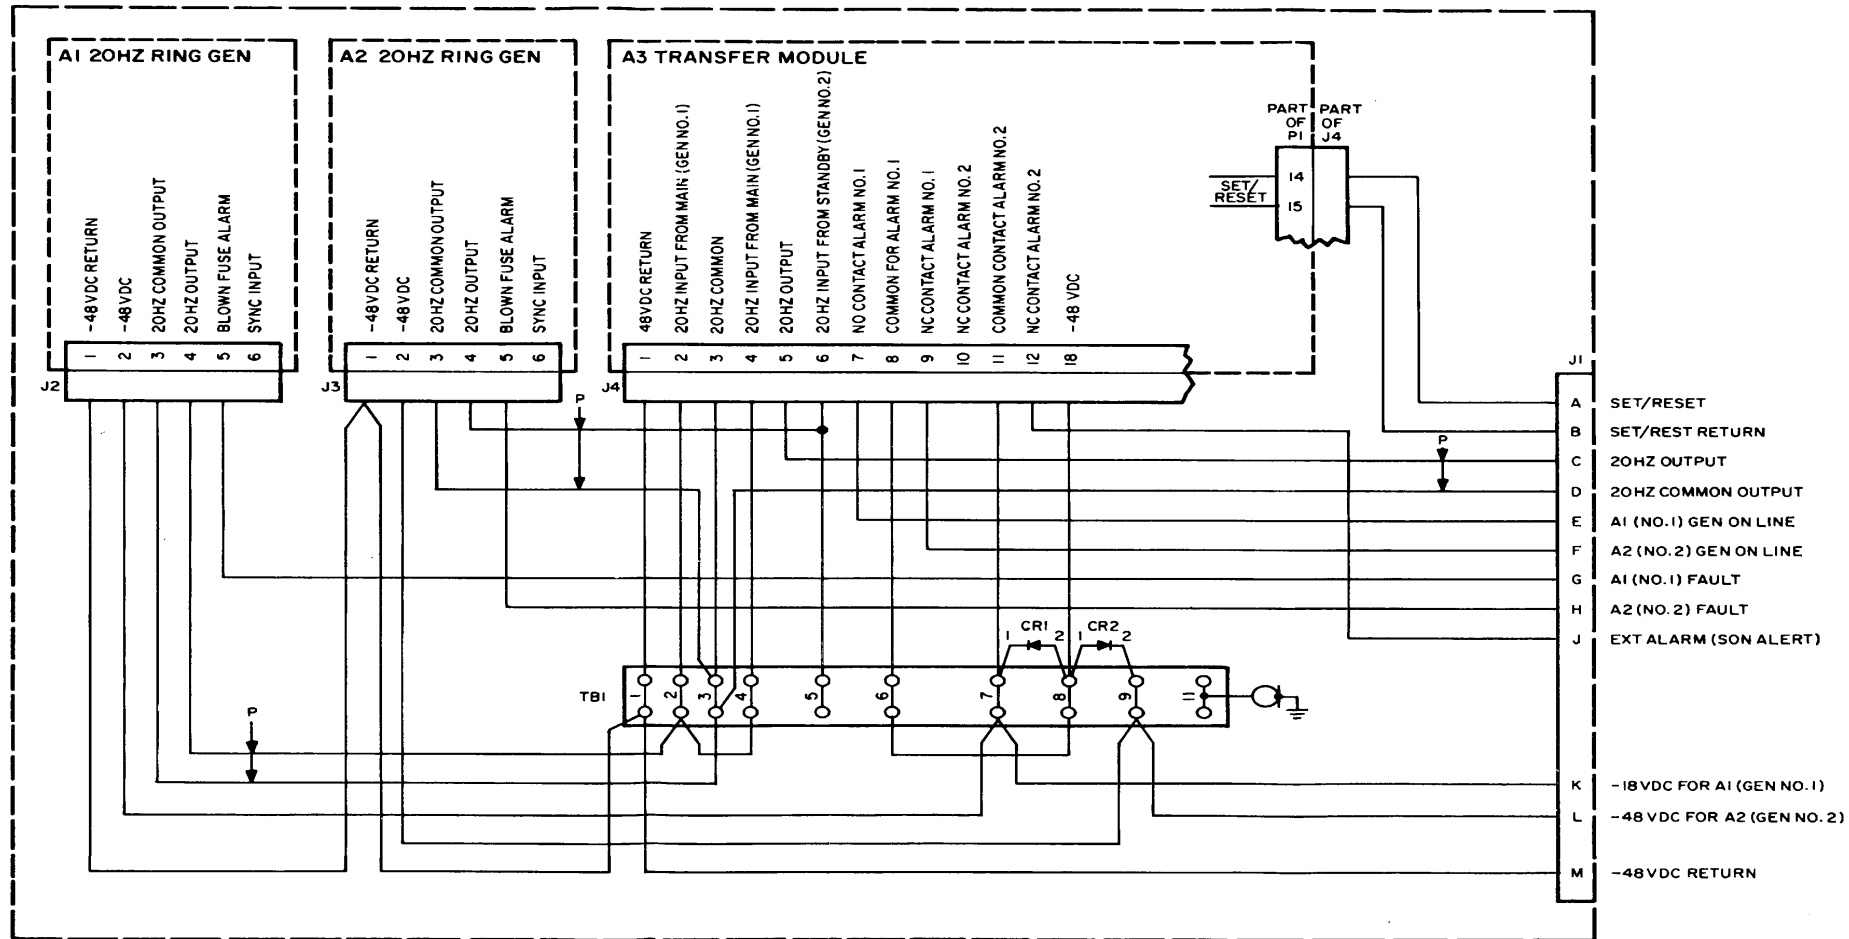 A1 20HZ RING GEN
-48VDC RETURN
-48VDC
20HZ COMMON OUTPUT
20HZ OUTPUT
BLOWN FUSE ALARM
SYNC INPUT
1 2 3 4 5 6
J2
A2 20HZ RING GEN
-48VDC RETURN
-48VDC
20HZ COMMON OUTPUT
20HZ OUTPUT
BLOWN FUSE ALARM
SYNC INPUT
1 2 3 4 5 6
J3
P
A3 TRANSFER MODULE
48VDC RETURN
20HZ INPUT FROM MAIN (GEN NO.1)
20HZ COMMON
20HZ INPUT FROM MAIN (GEN NO.1)
20HZ OUTPUT
20HZ INPUT FROM STANDBY (GEN NO.2)
NO CONTACT ALARM NO.1
COMMON FOR ALARM NO.1
NC CONTACT ALARM NO.1
NO CONTACT ALARM NO.2
COMMON CONTACT ALARM NO.2
NC CONTACT ALARM NO.2
-48 VDC
1 2 3 4 5 6 7 8 9 10 11 12 18
J4
PART OF P1
PART OF J4
SET/RESET
14
15
J1
A SET/RESET
B SET/REST RETURN
P
C 20HZ OUTPUT
D 20HZ COMMON OUTPUT
E A1 (NO.1) GEN ON LINE
F A2 (NO.2) GEN ON LINE
G A1 (NO.1) FAULT
H A2 (NO.2) FAULT
J EXT ALARM (SON ALERT)
K -18VDC FOR A1 (GEN NO.1)
L -48 VDC FOR A2 (GEN NO. 2)
M -48VDC RETURN
1 CR1 2 1 CR2 2
TB1
1 2 3 4 5 6 7 8 9 11
P